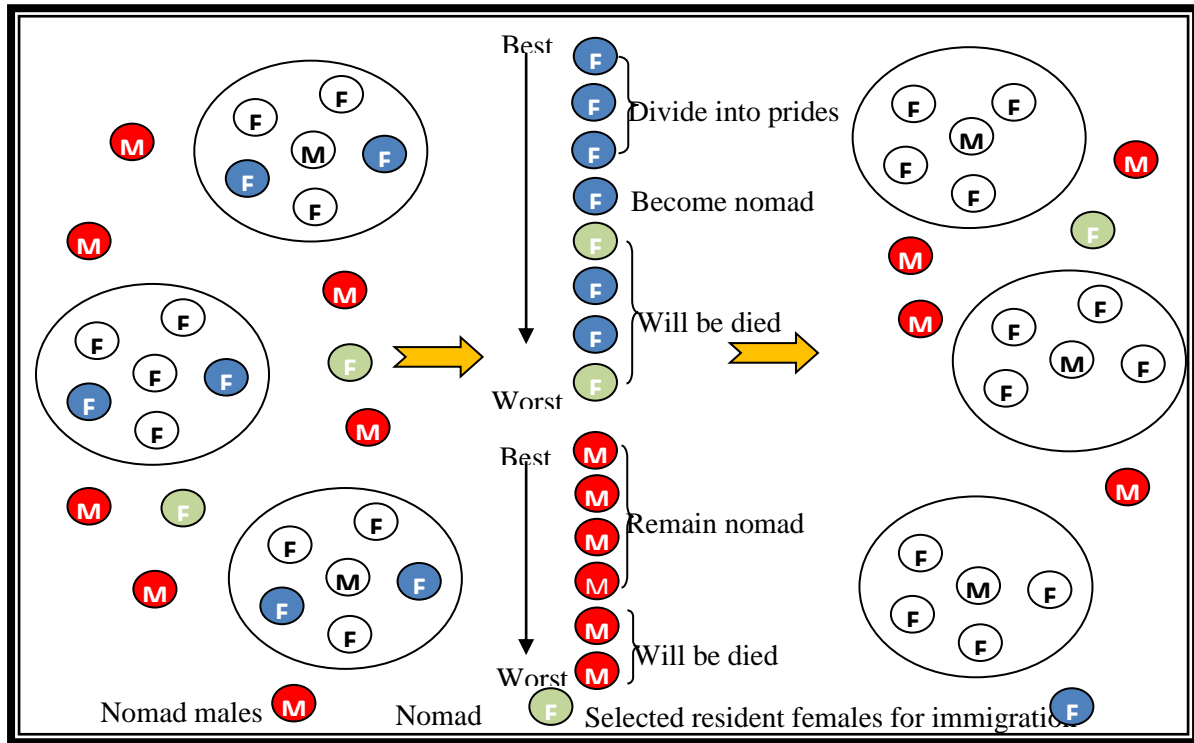 F
F
M
M
F
F
F
M
M
F
F
F
F
M
F
F
F
M
M
F
F
F
M
F
M
F
F
Best
F
F Divide into prides
F
F Become nomad
F
F
F Will be died
F
Worst
Best M
M
M Remain nomad
M
M
M Will be died
Worst
F F
M
F
F
M
F
M
M
F
F
M
F
F
M
F
M
F
F
F
Nomad males M Nomad F Selected resident females for immigration F